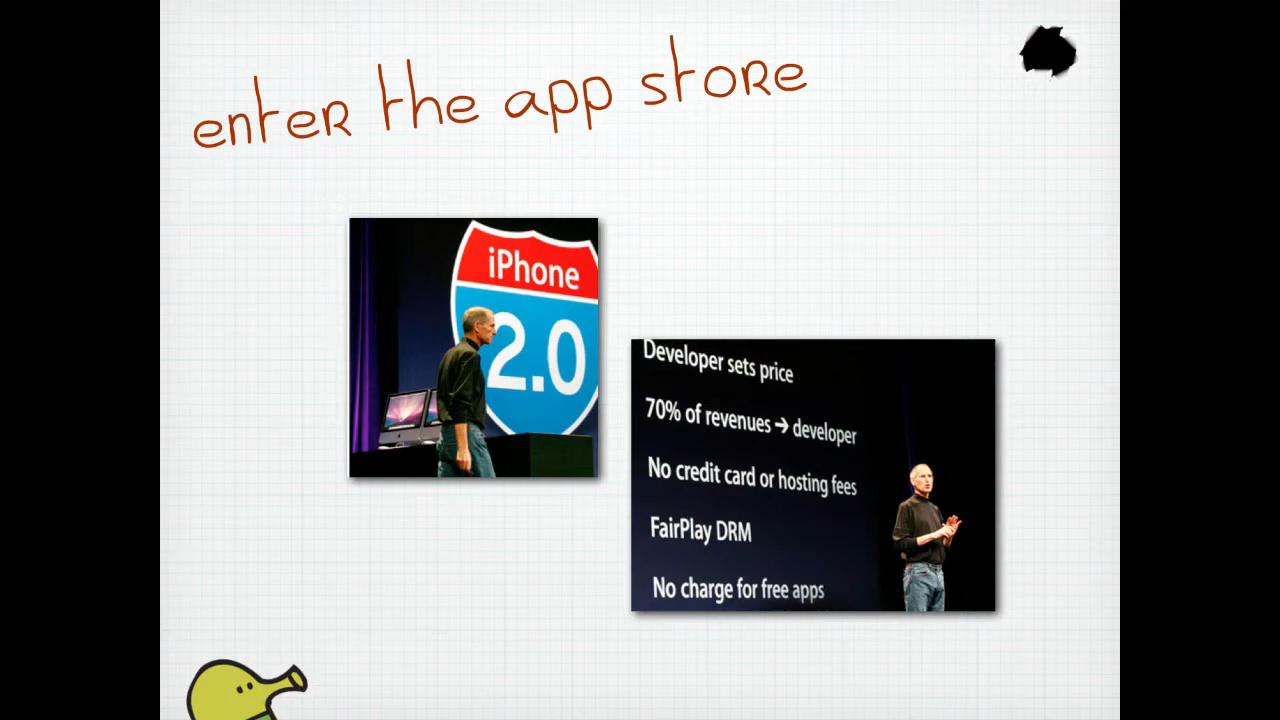 enter the app store
iPhone
2.0
Developer sets price
70% of revenues → developer
No credit card or hosting fees
FairPlay DRM
No charge for free apps